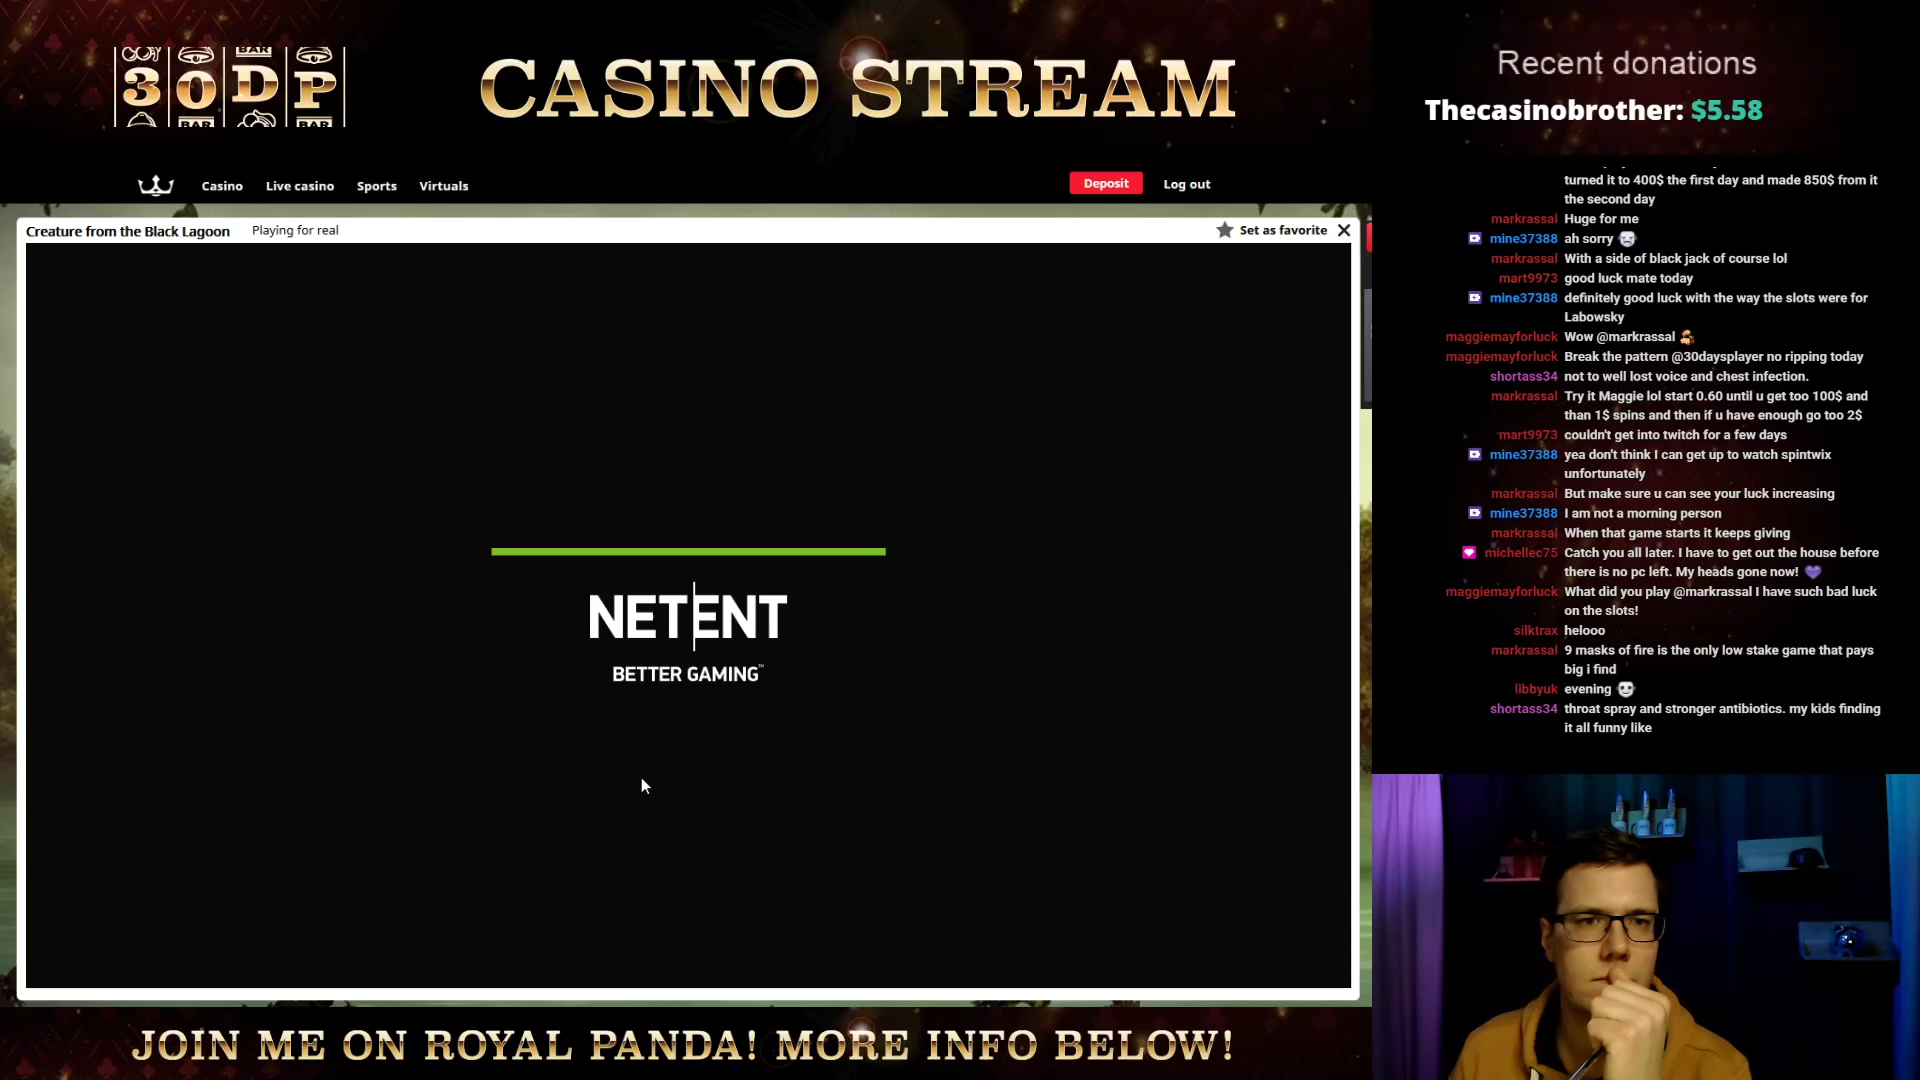 30DP
BAR
BAR
BAR
CASINO STREAM
Recent donations
Thecasinobrother: $5.58
Casino
Live casino
Sports
Virtuals
Deposit
Log out
Creature from the Black Lagoon
Playing for real
Set as favorite
NETENT
BETTER GAMING™
turned it to 400$ the first day and made 850$ from it
the second day
markrassal Huge for me
mine37388 ah sorry
markrassal With a side of black jack of course lol
mart9973 good luck mate today
mine37388 definitely good luck with the way the slots were for
Labowsky
maggiemayforluck Wow @markrassal
maggiemayforluck Break the pattern @30daysplayer no ripping today
shortass34 not to well lost voice and chest infection.
markrassal Try it Maggie lol start 0.60 until u get too 100$ and
than 1$ spins and then if u have enough go too 2$
mart9973 couldn't get into twitch for a few days
mine37388 yea don't think I can get up to watch spintwix
unfortunately
markrassal But make sure u can see your luck increasing
mine37388 I am not a morning person
markrassal When that game starts it keeps giving
michellec75 Catch you all later. I have to get out the house before
there is no pc left. My heads gone now!
maggiemayforluck What did you play @markrassal I have such bad luck
on the slots!
silktrax helooo
markrassal 9 masks of fire is the only low stake game that pays
big i find
libbyuk evening
shortass34 throat spray and stronger antibiotics. my kids finding
it all funny like
JOIN ME ON ROYAL PANDA! MORE INFO BELOW!